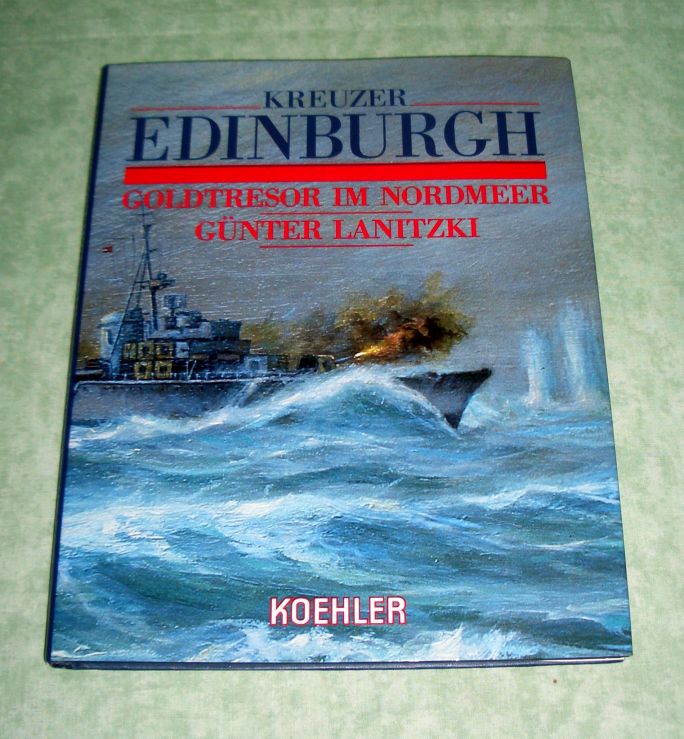 KREUZER
EDINBURGH
GOLDTRESOR IM NORDMEER
GÜNTER LANITZKI
KOEHLER